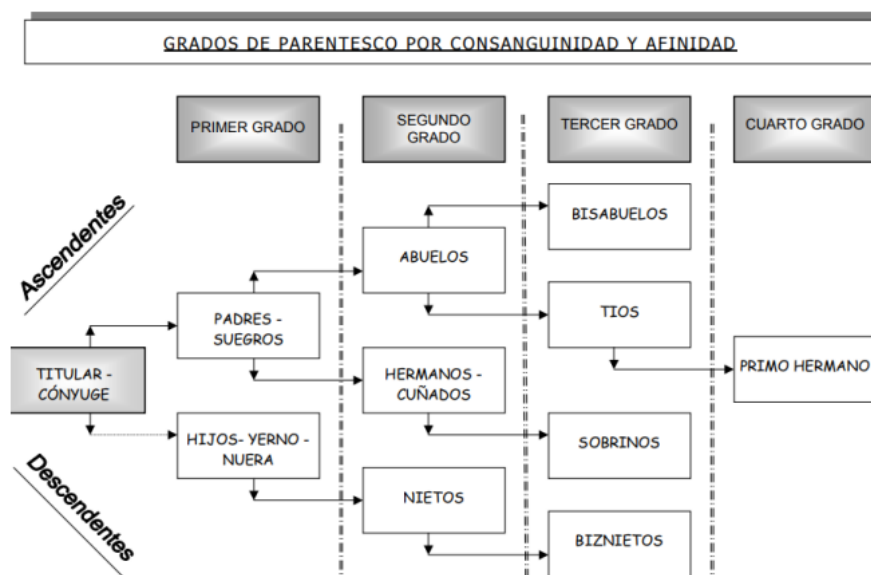 GRADOS DE PARENTESCO POR CONSANGUINIDAD Y AFINIDAD
PRIMER GRADO
SEGUNDO
GRADO
TERCER GRADO
CUARTO GRADO
Ascendentes
BISABUELOS
ABUELOS
TIOS
PADRES -
SUEGROS
TITULAR -
CÓNYUGE
HERMANOS -
CUÑADOS
PRIMO HERMANO
HIJOS- YERNO -
NUERA
SOBRINOS
Descendentes
NIETOS
BIZNIETOS